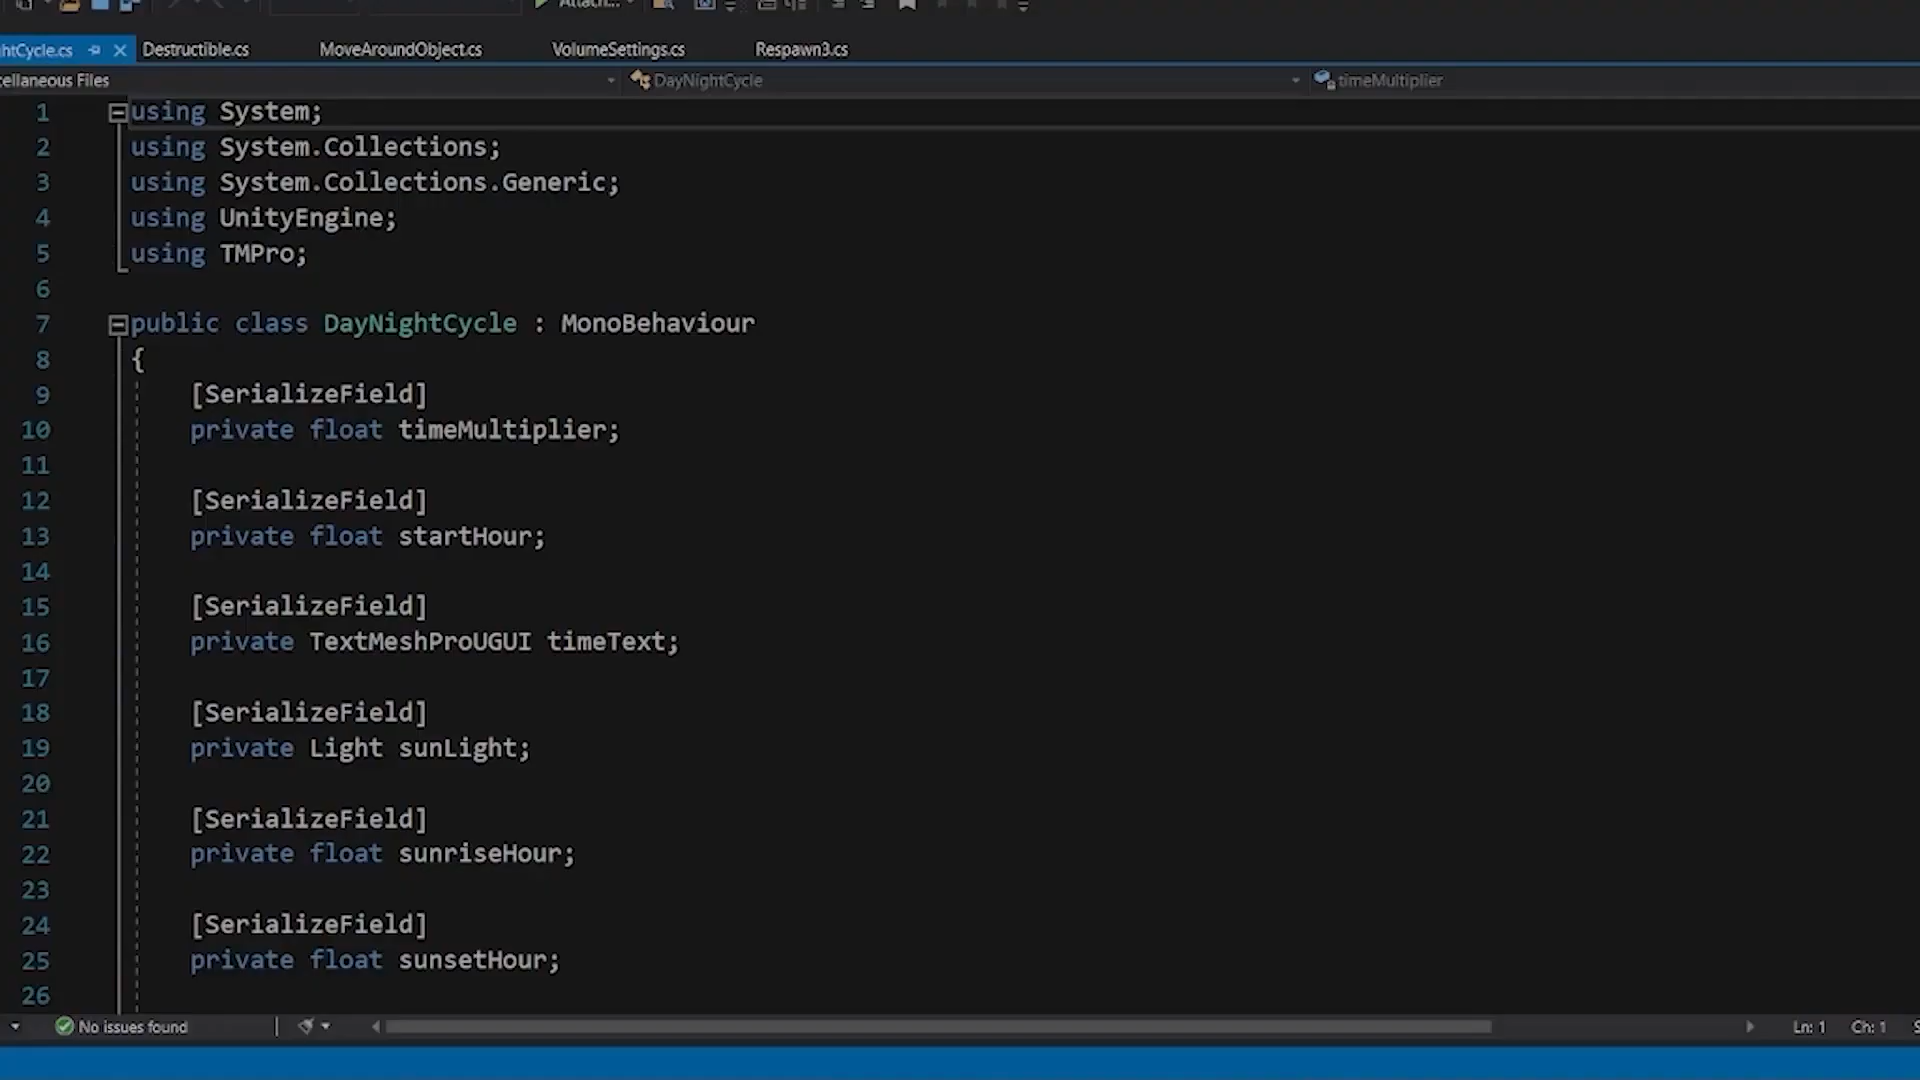 Attach...
htCycle.cs
Destructible.cs
MoveAroundObject.cs
VolumeSettings.cs
Respawn3.cs
cellaneous Files
DayNightCycle
timeMultiplier
1 using System;
2 using System.Collections;
3 using System.Collections.Generic;
4 using UnityEngine;
5 using TMPro;
6
7 public class DayNightCycle : MonoBehaviour
8 {
9 [SerializeField]
10 private float timeMultiplier;
11
12 [SerializeField]
13 private float startHour;
14
15 [SerializeField]
16 private TextMeshProUGUI timeText;
17
18 [SerializeField]
19 private Light sunLight;
20
21 [SerializeField]
22 private float sunriseHour;
23
24 [SerializeField]
25 private float sunsetHour;
26
No issues found
Ln: 1 Ch: 1 S